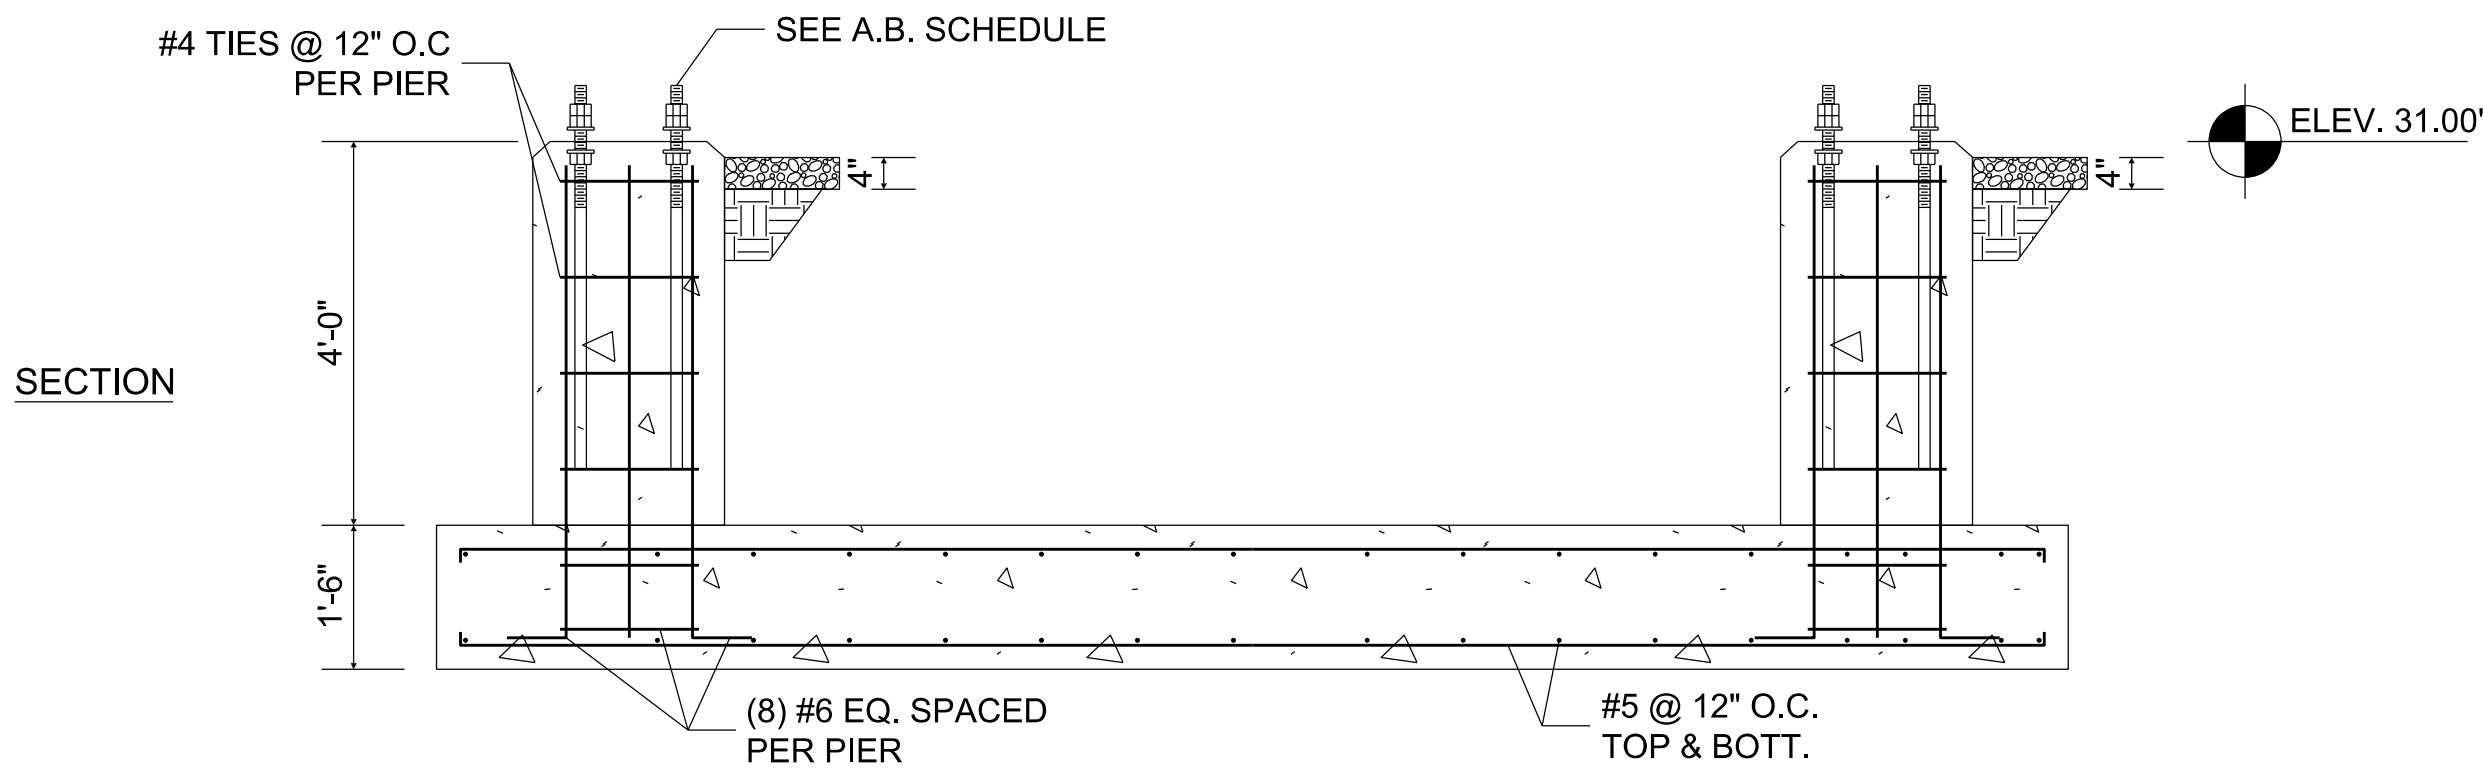 #4 TIES @ 12" O.C
PER PIER
SEE A.B. SCHEDULE
ELEV. 31.00'
4"
4"
4'-0"
SECTION
1'-6"
(8) #6 EQ. SPACED
PER PIER
#5 @ 12" O.C.
TOP & BOTT.